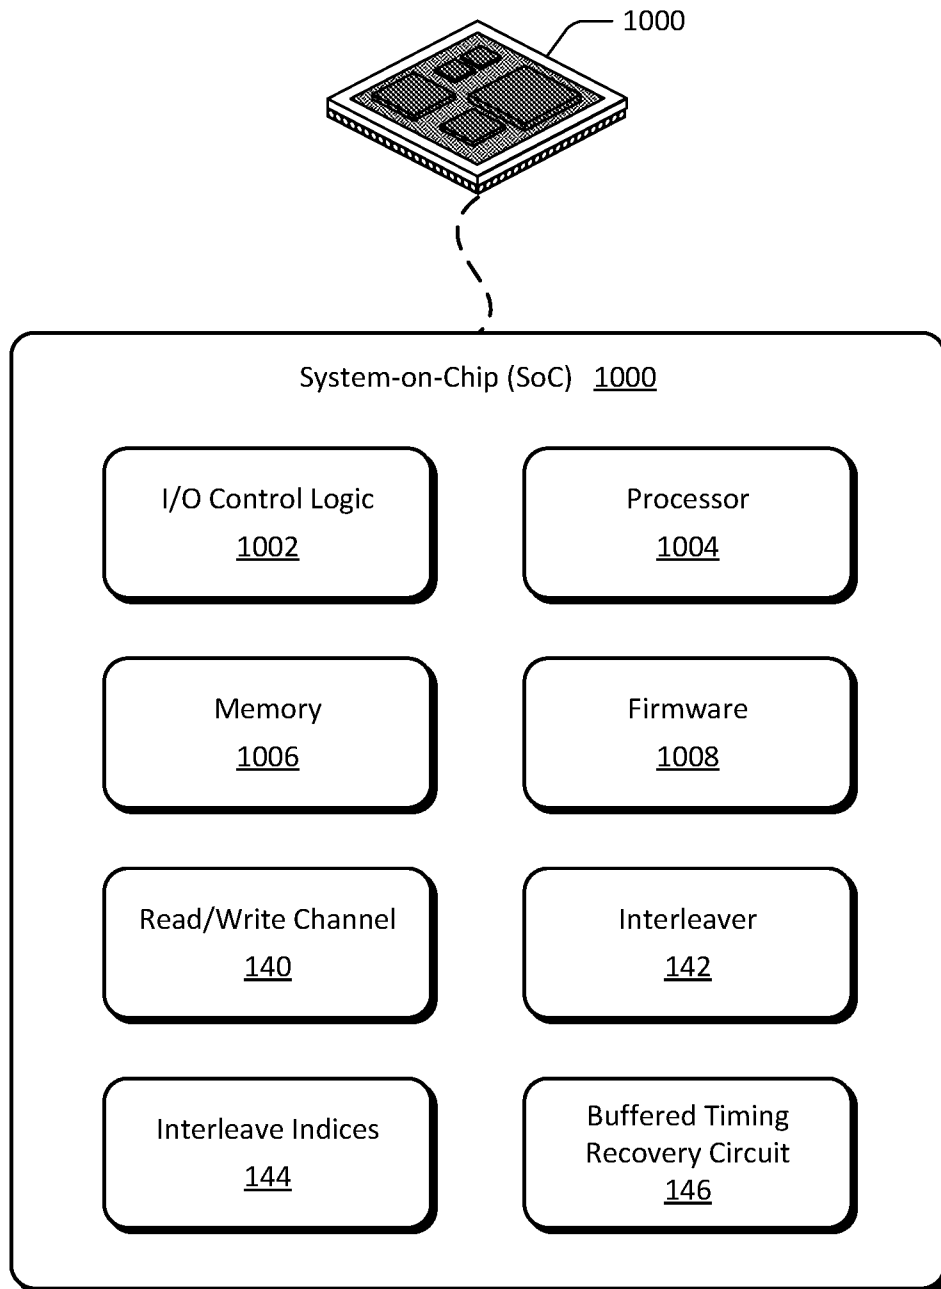 1000
System-on-Chip (SoC) 1000
I/O Control Logic
1002
Processor
1004
Memory
1006
Firmware
1008
Read/Write Channel
140
Interleaver
142
Interleave Indices
144
Buffered Timing
Recovery Circuit
146